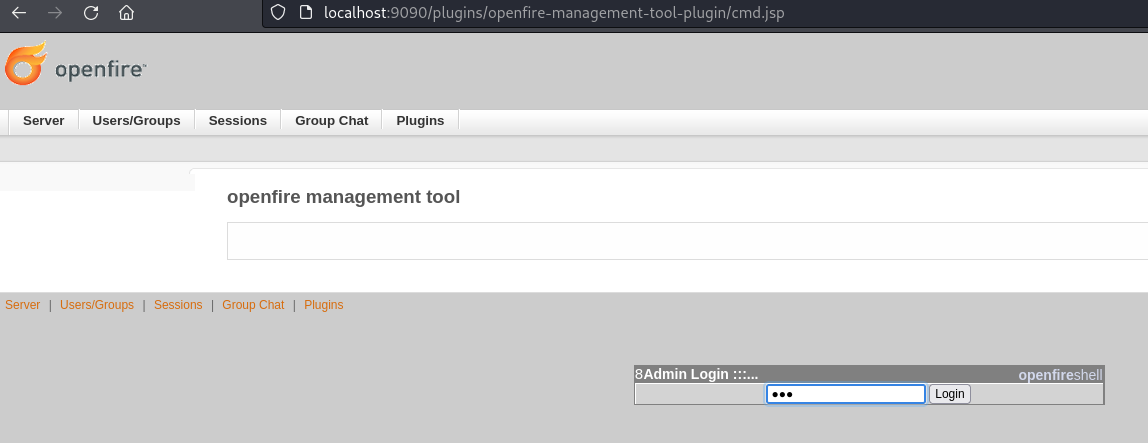 localhost:9090/plugins/openfire-management-tool-plugin/cmd.jsp
openfire™
Server Users/Groups Sessions Group Chat Plugins
openfire management tool
Server | Users/Groups | Sessions | Group Chat | Plugins
8Admin Login :::... openfireshell
●●● Login